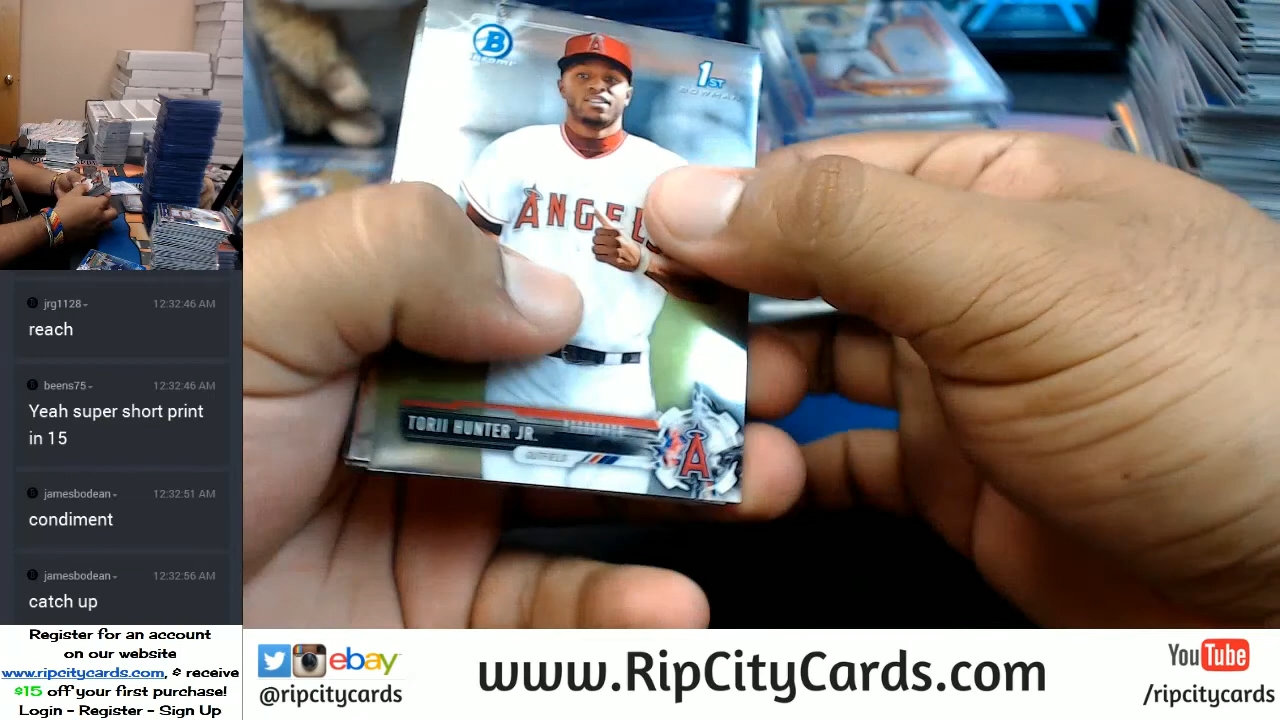 jrg1128
12:32:46 AM
reach
beens75
12:32:46 AM
Yeah super short print
in 15
jamesbodean
12:32:51 AM
condiment
jamesbodean
12:32:56 AM
catch up
Register for an account
on our website
www.ripcitycards.com, & receive
$15 off your first purchase!
Login - Register - Sign Up
B
1ST
BOWMAN
ANGEL
TORII HUNTER JR.
OUTFIELD
A
ebay
@ripcitycards
www.RipCityCards.com
YouTube
/ripcitycards